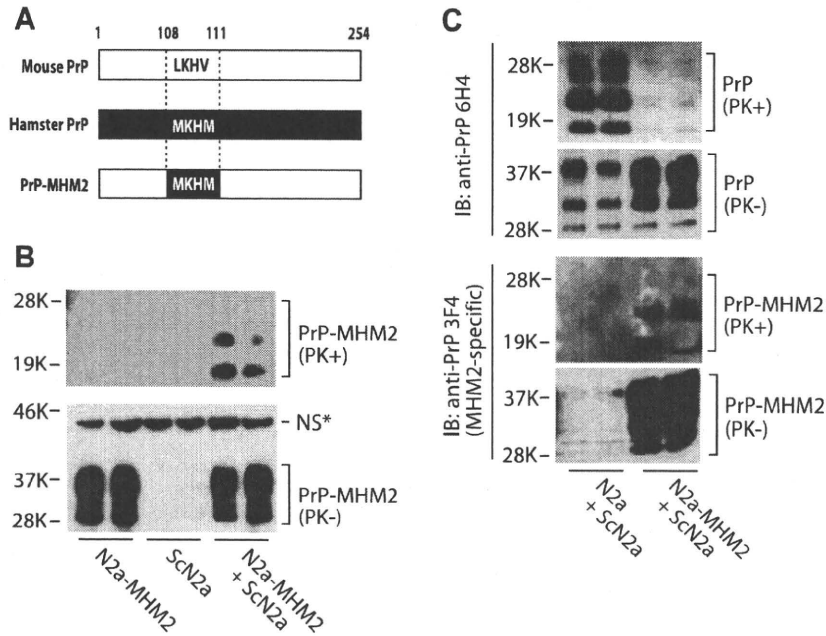 A
1 108 111 254
Mouse PrP LKHV
Hamster PrP MKHM
PrP-MHM2 MKHM
B
28K
19K
PrP-MHM2
(PK+)
46K
37K
28K
NS*
PrP-MHM2
(PK-)
N2a-MHM2
ScN2a
N2a-MHM2
+ ScN2a
C
IB: anti-PrP 6H4
28K
19K
PrP
(PK+)
37K
28K
PrP
(PK-)
IB: anti-PrP 3F4
(MHM2-specific)
28K
19K
PrP-MHM2
(PK+)
37K
28K
PrP-MHM2
(PK-)
N2a
+ ScN2a
N2a-MHM2
+ ScN2a